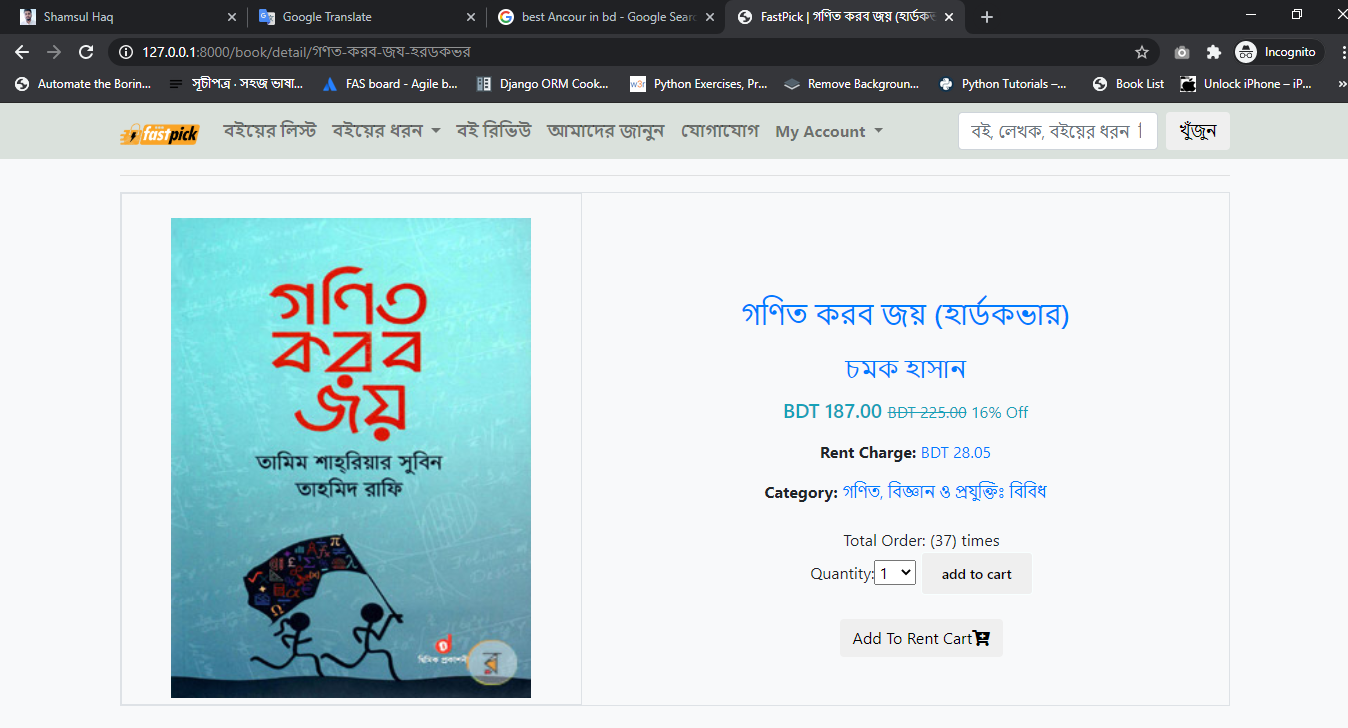 Shamsul Haq
Google Translate
best Ancour in bd - Google Searc
FastPick | গণিত করব জয় (হার্ডকভ
127.0.0.1:8000/book/detail/গণত-করব-জয-হরডকভর
Incognito
Automate the Borin...
সূচীপত্র · সহজ ভাষা...
FAS board - Agile b...
Django ORM Cook...
w3r
Python Exercises, Pr...
Remove Backgroun...
Python Tutorials –...
Book List
Unlock iPhone – iP...
fastpick
বইয়ের লিস্ট
বইয়ের ধরন
বই রিভিউ
আমাদের জানুন
যোগাযোগ
My Account
বই, লেখক, বইয়ের ধরন
খুঁজুন
গণিত
করব
জয়
তামিম শাহ্‌রিয়ার সুবিন
তাহমিদ রাফি
দ্বিমিক প্রকাশনী
গণিত করব জয় (হার্ডকভার)
চমক হাসান
BDT 187.00 BDT 225.00 16% Off
Rent Charge: BDT 28.05
Category: গণিত, বিজ্ঞান ও প্রযুক্তিঃ বিবিধ
Total Order: (37) times
Quantity: 1 add to cart
Add To Rent Cart